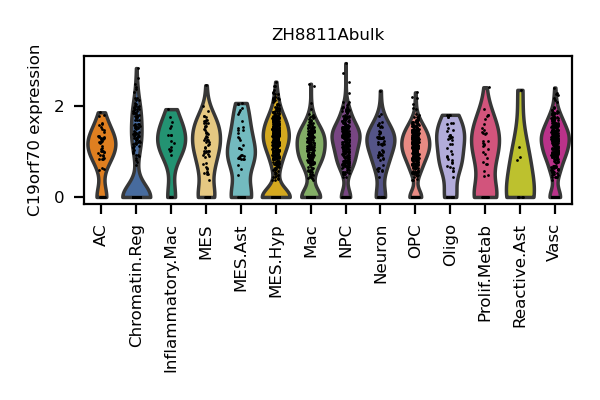 ZH8811Abulk
C19orf70 expression
2
0
AC
Chromatin.Reg
Inflammatory.Mac
MES
MES.Ast
MES.Hyp
Mac
NPC
Neuron
OPC
Oligo
Prolif.Metab
Reactive.Ast
Vasc